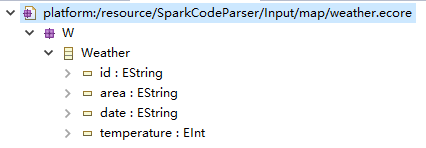 platform:/resource/SparkCodeParser/Input/map/weather.ecore
W
Weather
id : EString
area : EString
date : EString
temperature : EInt